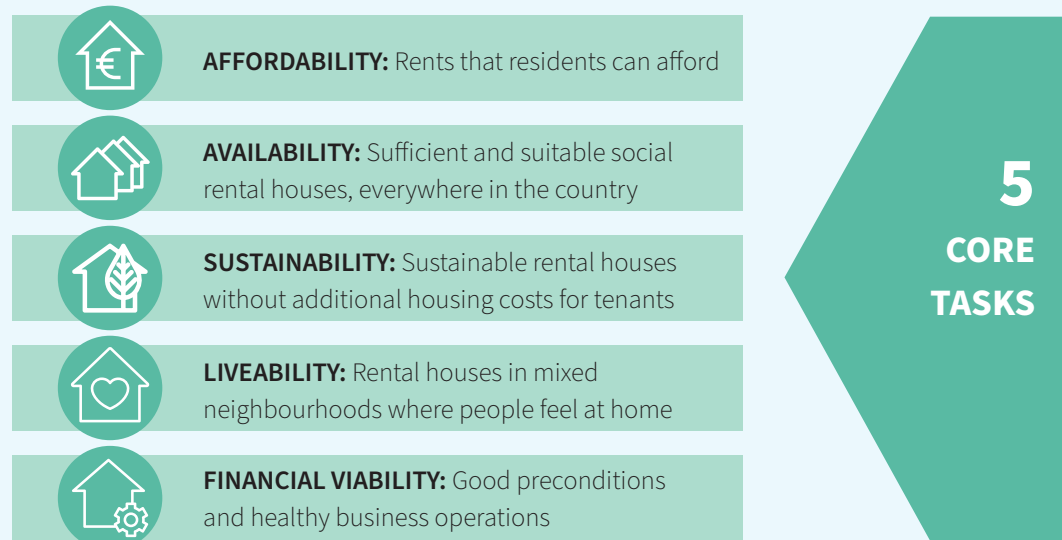 AFFORDABILITY: Rents that residents can afford
AVAILABILITY: Sufficient and suitable social
rental houses, everywhere in the country
SUSTAINABILITY: Sustainable rental houses
without additional housing costs for tenants
LIVEABILITY: Rental houses in mixed
neighbourhoods where people feel at home
FINANCIAL VIABILITY: Good preconditions
and healthy business operations
5
CORE
TASKS
€